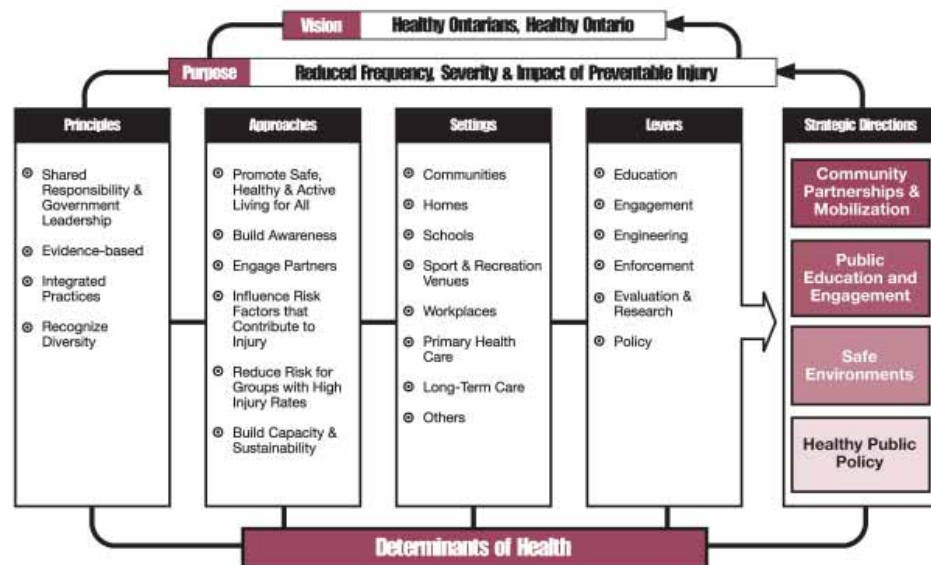 Vision Healthy Ontarians, Healthy Ontario
Purpose Reduced Frequency, Severity & Impact of Preventable Injury
Principles
Shared
Responsibility &
Government
Leadership
Evidence-based
Integrated
Practices
Recognize
Diversity
Approaches
Promote Safe,
Healthy & Active
Living for All
Build Awareness
Engage Partners
Influence Risk
Factors that
Contribute to
Injury
Reduce Risk for
Groups with High
Injury Rates
Build Capacity &
Sustainability
Settings
Communities
Homes
Schools
Sport & Recreation
Venues
Workplaces
Primary Health
Care
Long-Term Care
Others
Levers
Education
Engagement
Engineering
Enforcement
Evaluation &
Research
Policy
Strategic Directions
Community
Partnerships &
Mobilization
Public
Education and
Engagement
Safe
Environments
Healthy Public
Policy
Determinants of Health